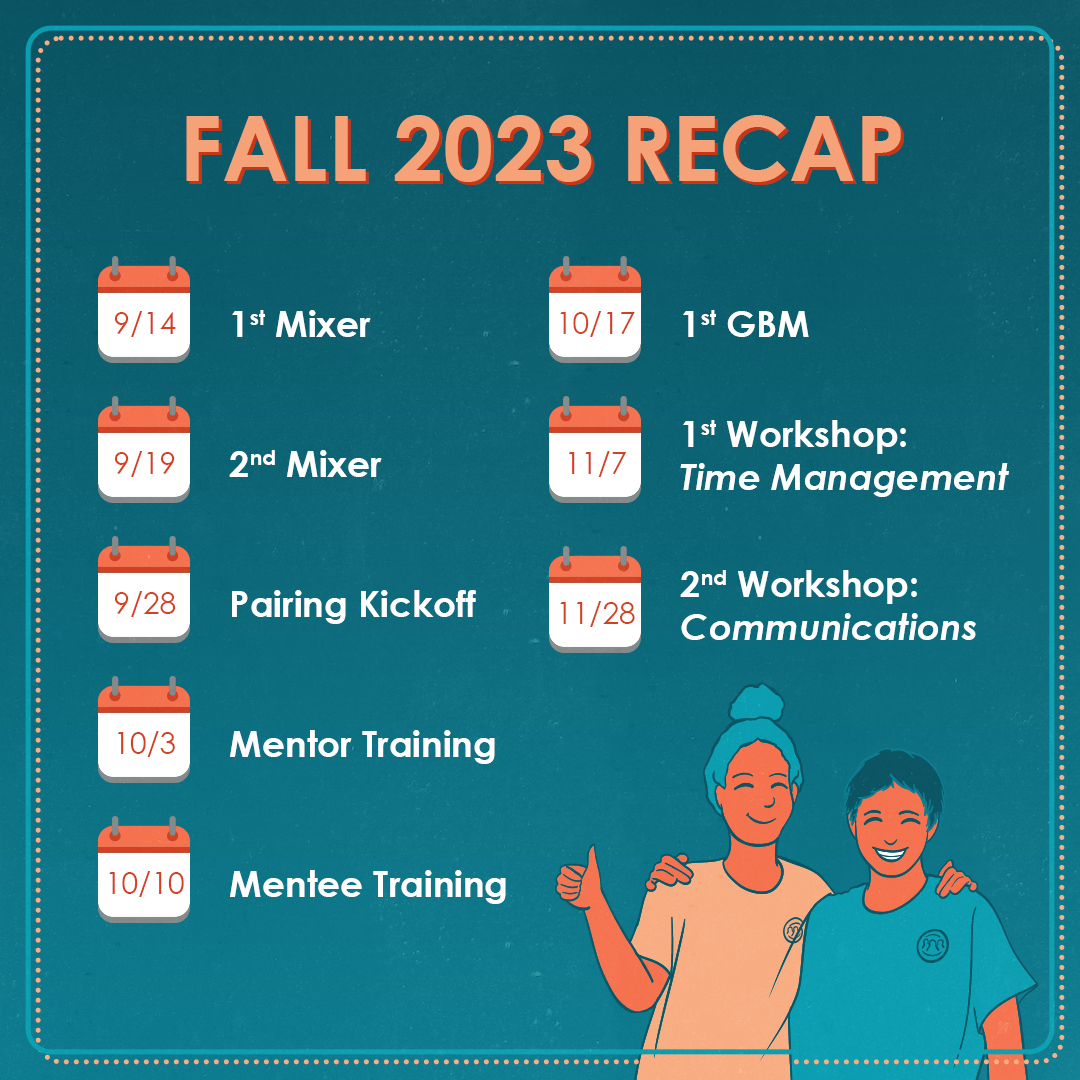 FALL 2023 RECAP
9/14
1st Mixer
9/19
2nd Mixer
9/28
Pairing Kickoff
10/3
Mentor Training
10/10
Mentee Training
10/17
1st GBM
11/7
1st Workshop:
Time Management
11/28
2nd Workshop:
Communications